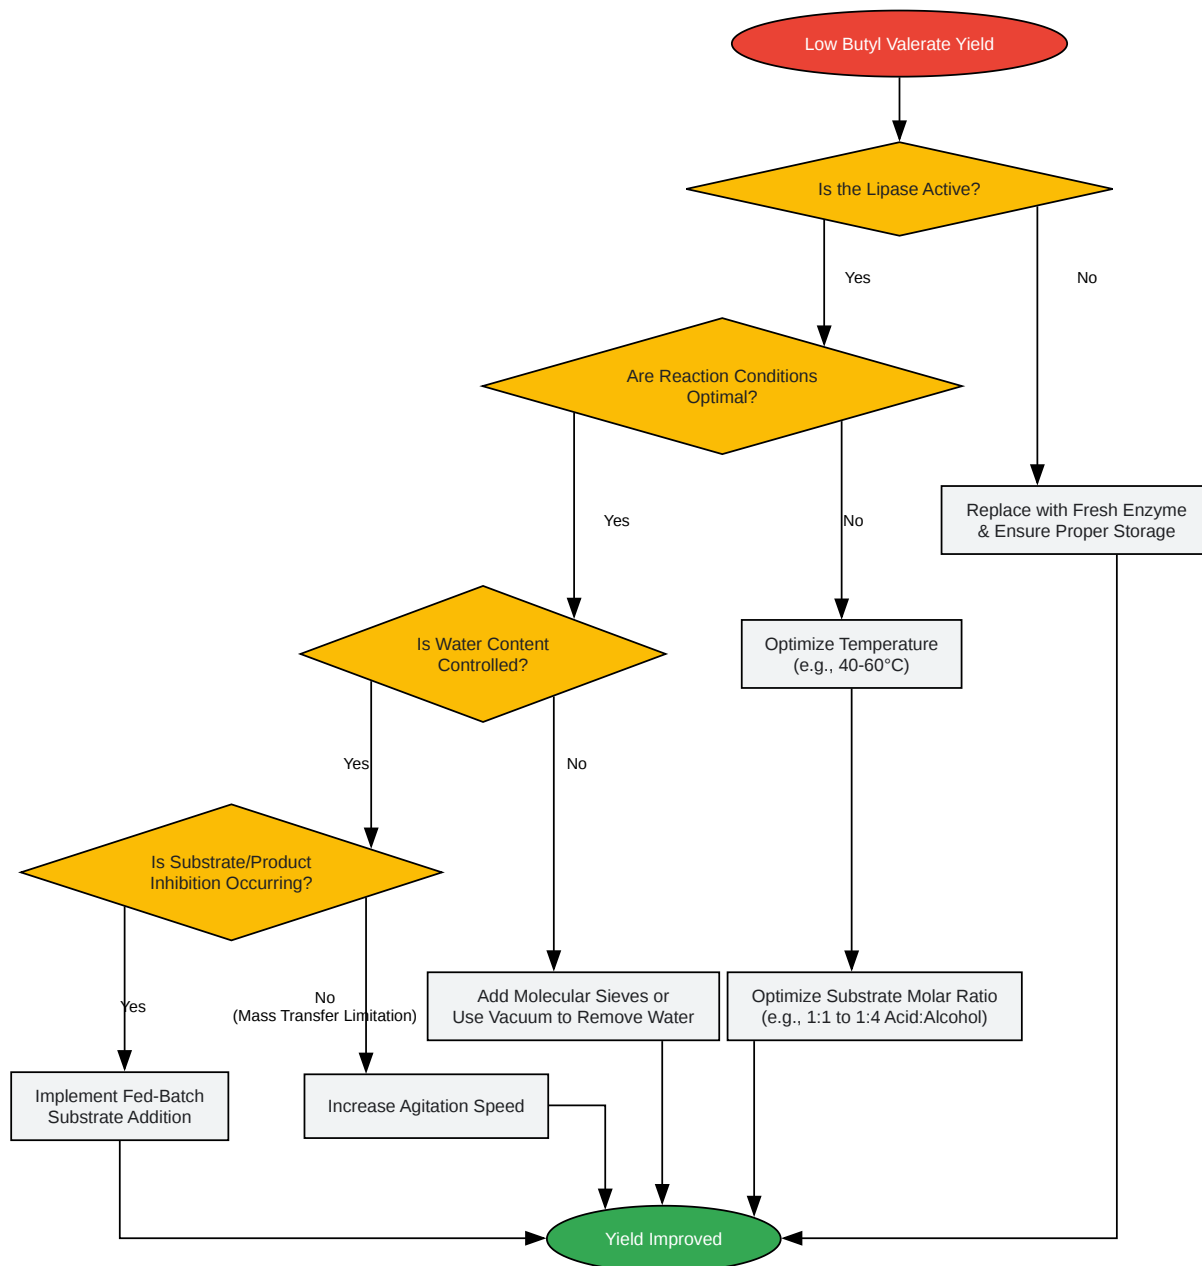 Low Butyl Valerate Yield
Is the Lipase Active?
Yes
No
Are Reaction Conditions
Optimal?
Yes
No
Replace with Fresh Enzyme
& Ensure Proper Storage
Is Water Content
Controlled?
Optimize Temperature
(e.g., 40-60°C)
Yes
No
Is Substrate/Product
Inhibition Occurring?
Yes
No
(Mass Transfer Limitation)
Add Molecular Sieves or
Use Vacuum to Remove Water
Optimize Substrate Molar Ratio
(e.g., 1:1 to 1:4 Acid:Alcohol)
Implement Fed-Batch
Substrate Addition
Increase Agitation Speed
Yield Improved